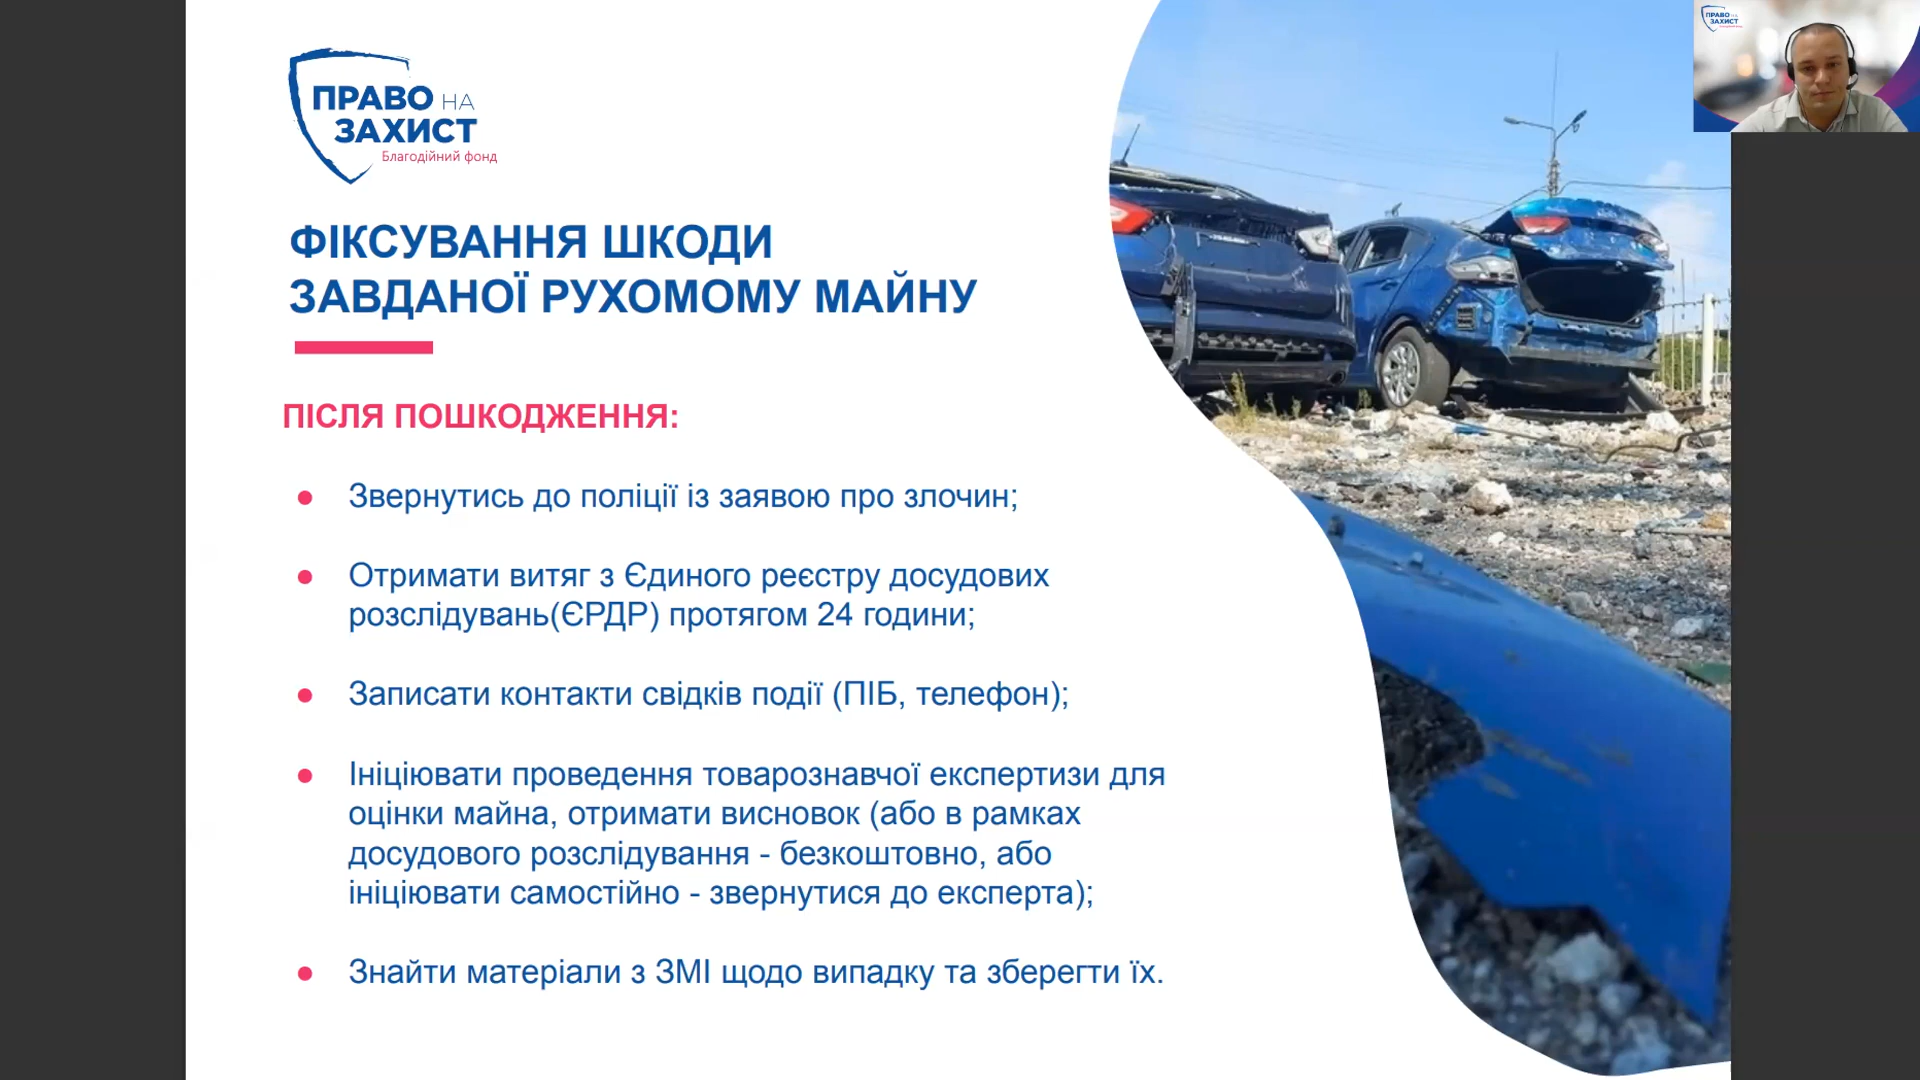 ПРАВО НА
ЗАХИСТ
Благодійний фонд
ФІКСУВАННЯ ШКОДИ
ЗАВДАНОЇ РУХОМОМУ МАЙНУ
ПІСЛЯ ПОШКОДЖЕННЯ:
● Звернутись до поліції із заявою про злочин;
● Отримати витяг з Єдиного реєстру досудових
розслідувань(ЄРДР) протягом 24 години;
● Записати контакти свідків події (ПІБ, телефон);
● Ініціювати проведення товарознавчої експертизи для
оцінки майна, отримати висновок (або в рамках
досудового розслідування - безкоштовно, або
ініціювати самостійно - звернутися до експерта);
● Знайти матеріали з ЗМІ щодо випадку та зберегти їх.
ПРАВО НА
ЗАХИСТ